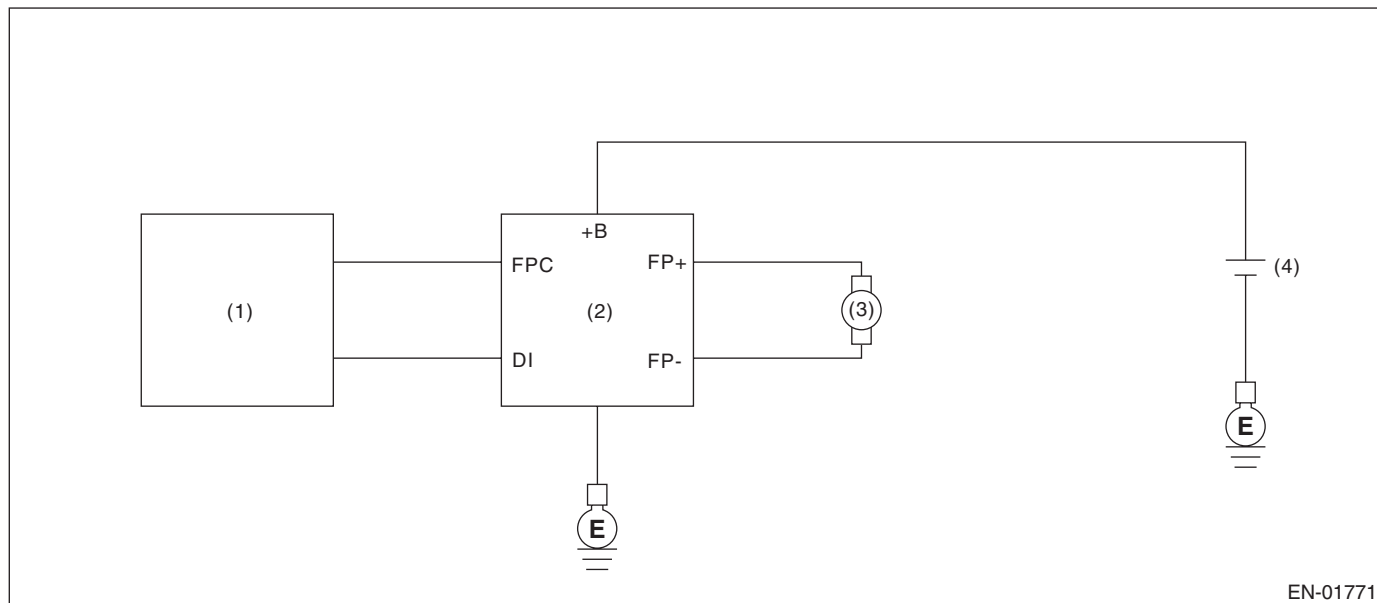 +B
FPC
FP+
(1)
(2)
(3)
(4)
DI
FP-
E
E
EN-01771